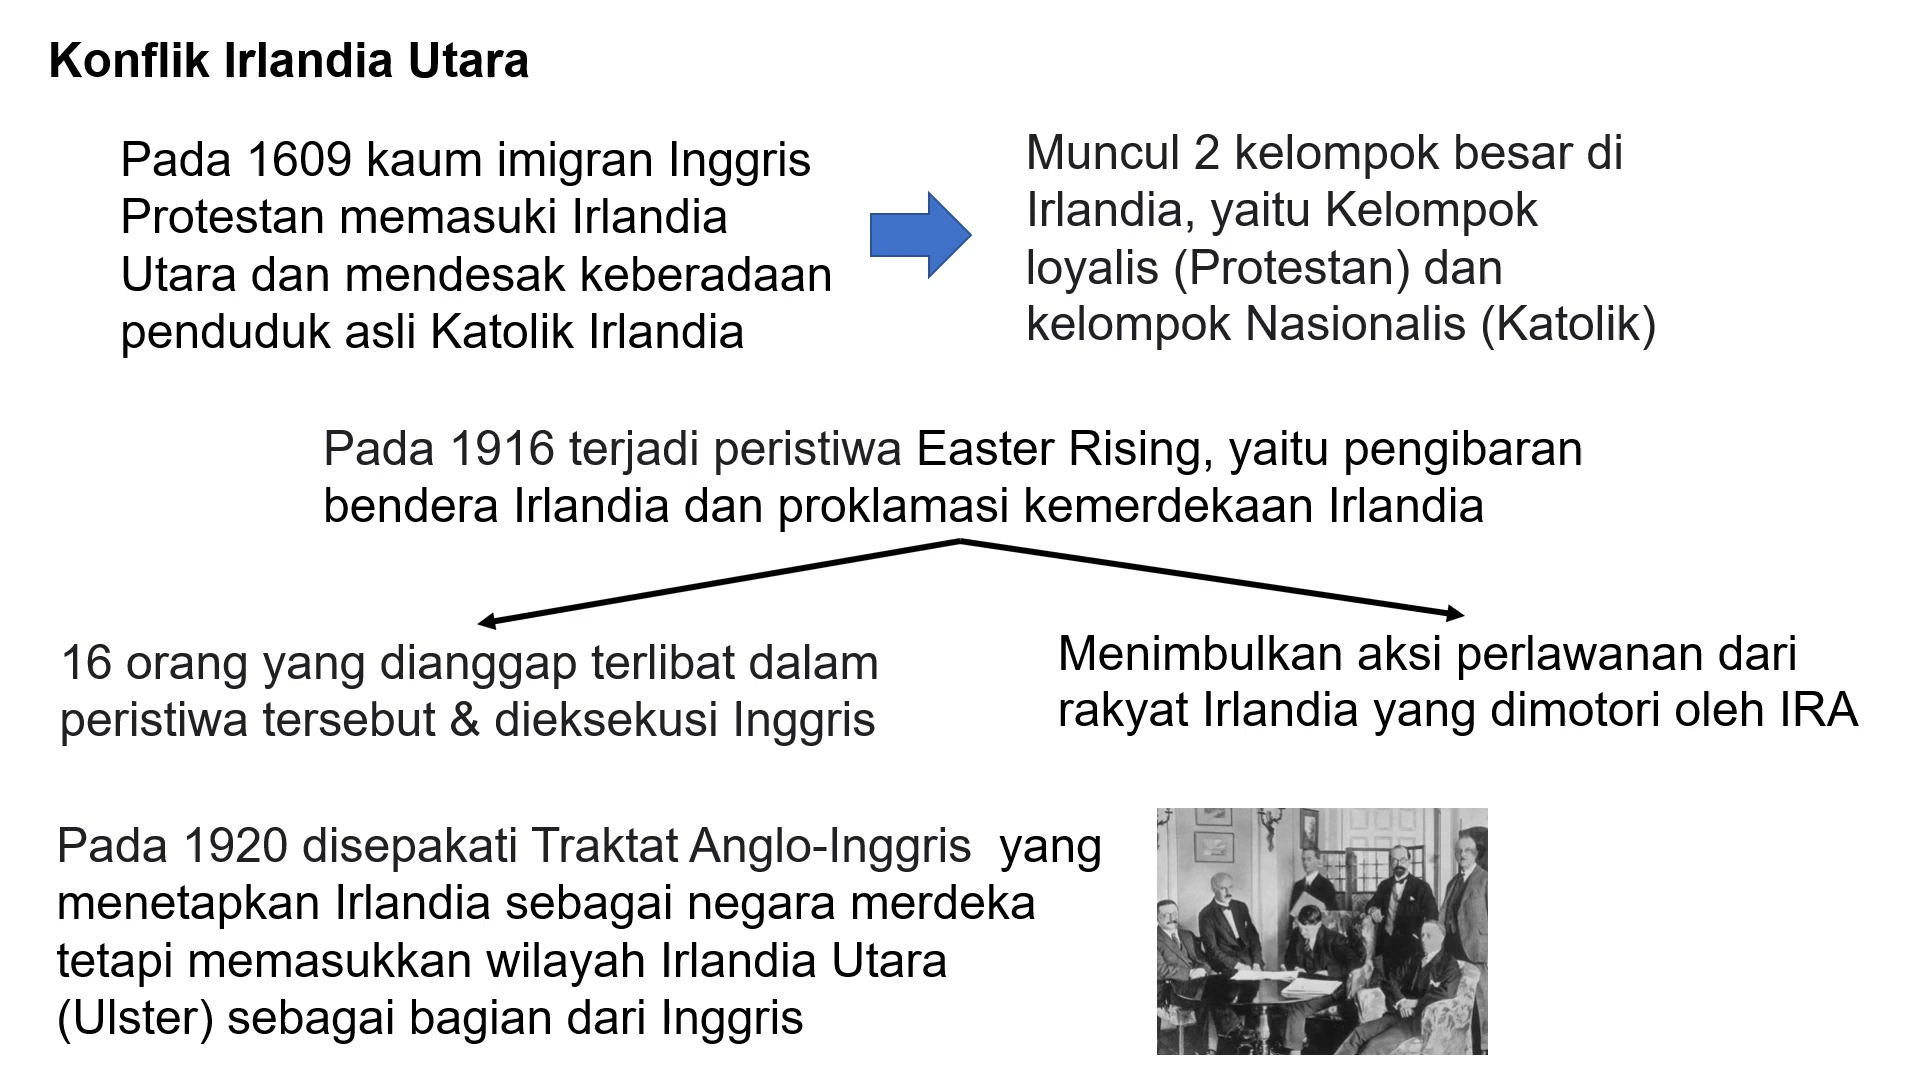 Konflik Irlandia Utara
Pada 1609 kaum imigran Inggris
Protestan memasuki Irlandia
Utara dan mendesak keberadaan
penduduk asli Katolik Irlandia
Muncul 2 kelompok besar di
Irlandia, yaitu Kelompok
loyalis (Protestan) dan
kelompok Nasionalis (Katolik)
Pada 1916 terjadi peristiwa Easter Rising, yaitu pengibaran
bendera Irlandia dan proklamasi kemerdekaan Irlandia
16 orang yang dianggap terlibat dalam
peristiwa tersebut & dieksekusi Inggris
Menimbulkan aksi perlawanan dari
rakyat Irlandia yang dimotori oleh IRA
Pada 1920 disepakati Traktat Anglo-Inggris  yang
menetapkan Irlandia sebagai negara merdeka
tetapi memasukkan wilayah Irlandia Utara
(Ulster) sebagai bagian dari Inggris